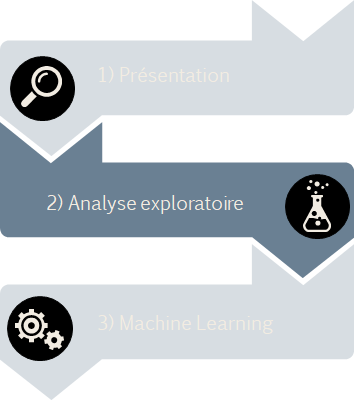 1) Présentation
2) Analyse exploratoire
3) Machine Learning